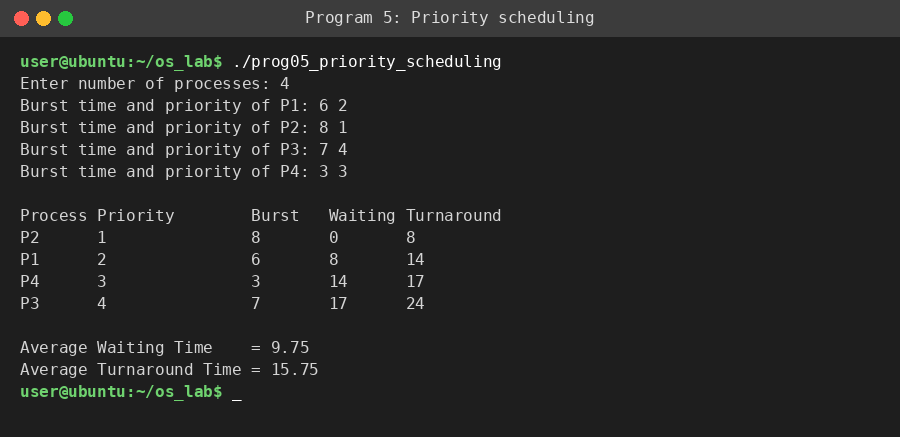 Program 5: Priority scheduling
user@ubuntu:~/os_lab$ ./prog05_priority_scheduling
Enter number of processes: 4
Burst time and priority of P1: 6 2
Burst time and priority of P2: 8 1
Burst time and priority of P3: 7 4
Burst time and priority of P4: 3 3

Process Priority        Burst   Waiting Turnaround
P2      1               8       0       8
P1      2               6       8       14
P4      3               3       14      17
P3      4               7       17      24

Average Waiting Time    = 9.75
Average Turnaround Time = 15.75
user@ubuntu:~/os_lab$ _